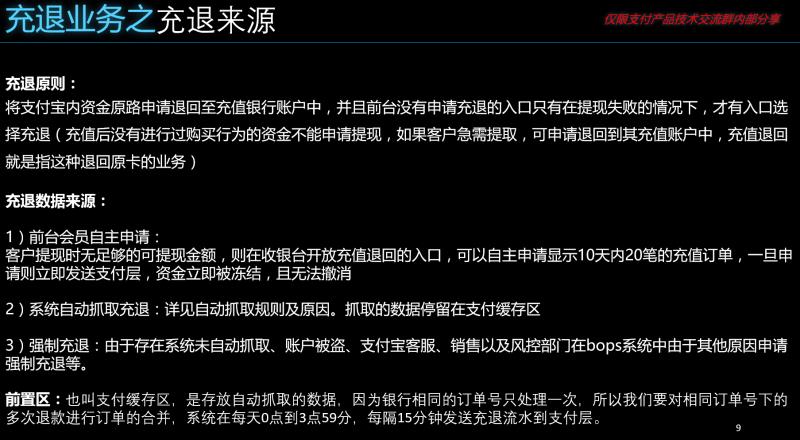 充退业务之充退来源
仅限支付产品技术交流群内部分享
充退原则：
将支付宝内资金原路申请退回至充值银行账户中，并且前台没有申请充退的入口只有在提现失败的情况下，才有入口选
择充退（充值后没有进行过购买行为的资金不能申请提现，如果客户急需提取，可申请退回到其充值账户中，充值退回
就是指这种退回原卡的业务）
充退数据来源：
1）前台会员自主申请：
客户提现时无足够的可提现金额，则在收银台开放充值退回的入口，可以自主申请显示10天内20笔的充值订单，一旦申
请则立即发送支付层，资金立即被冻结，且无法撤消
2）系统自动抓取充退：详见自动抓取规则及原因。抓取的数据停留在支付缓存区
3）强制充退：由于存在系统未自动抓取、账户被盗、支付宝客服、销售以及风控部门在bops系统中由于其他原因申请
强制充退等。
前置区：也叫支付缓存区，是存放自动抓取的数据，因为银行相同的订单号只处理一次，所以我们要对相同订单号下的
多次退款进行订单的合并，系统在每天0点到3点59分，每隔15分钟发送充退流水到支付层。
9